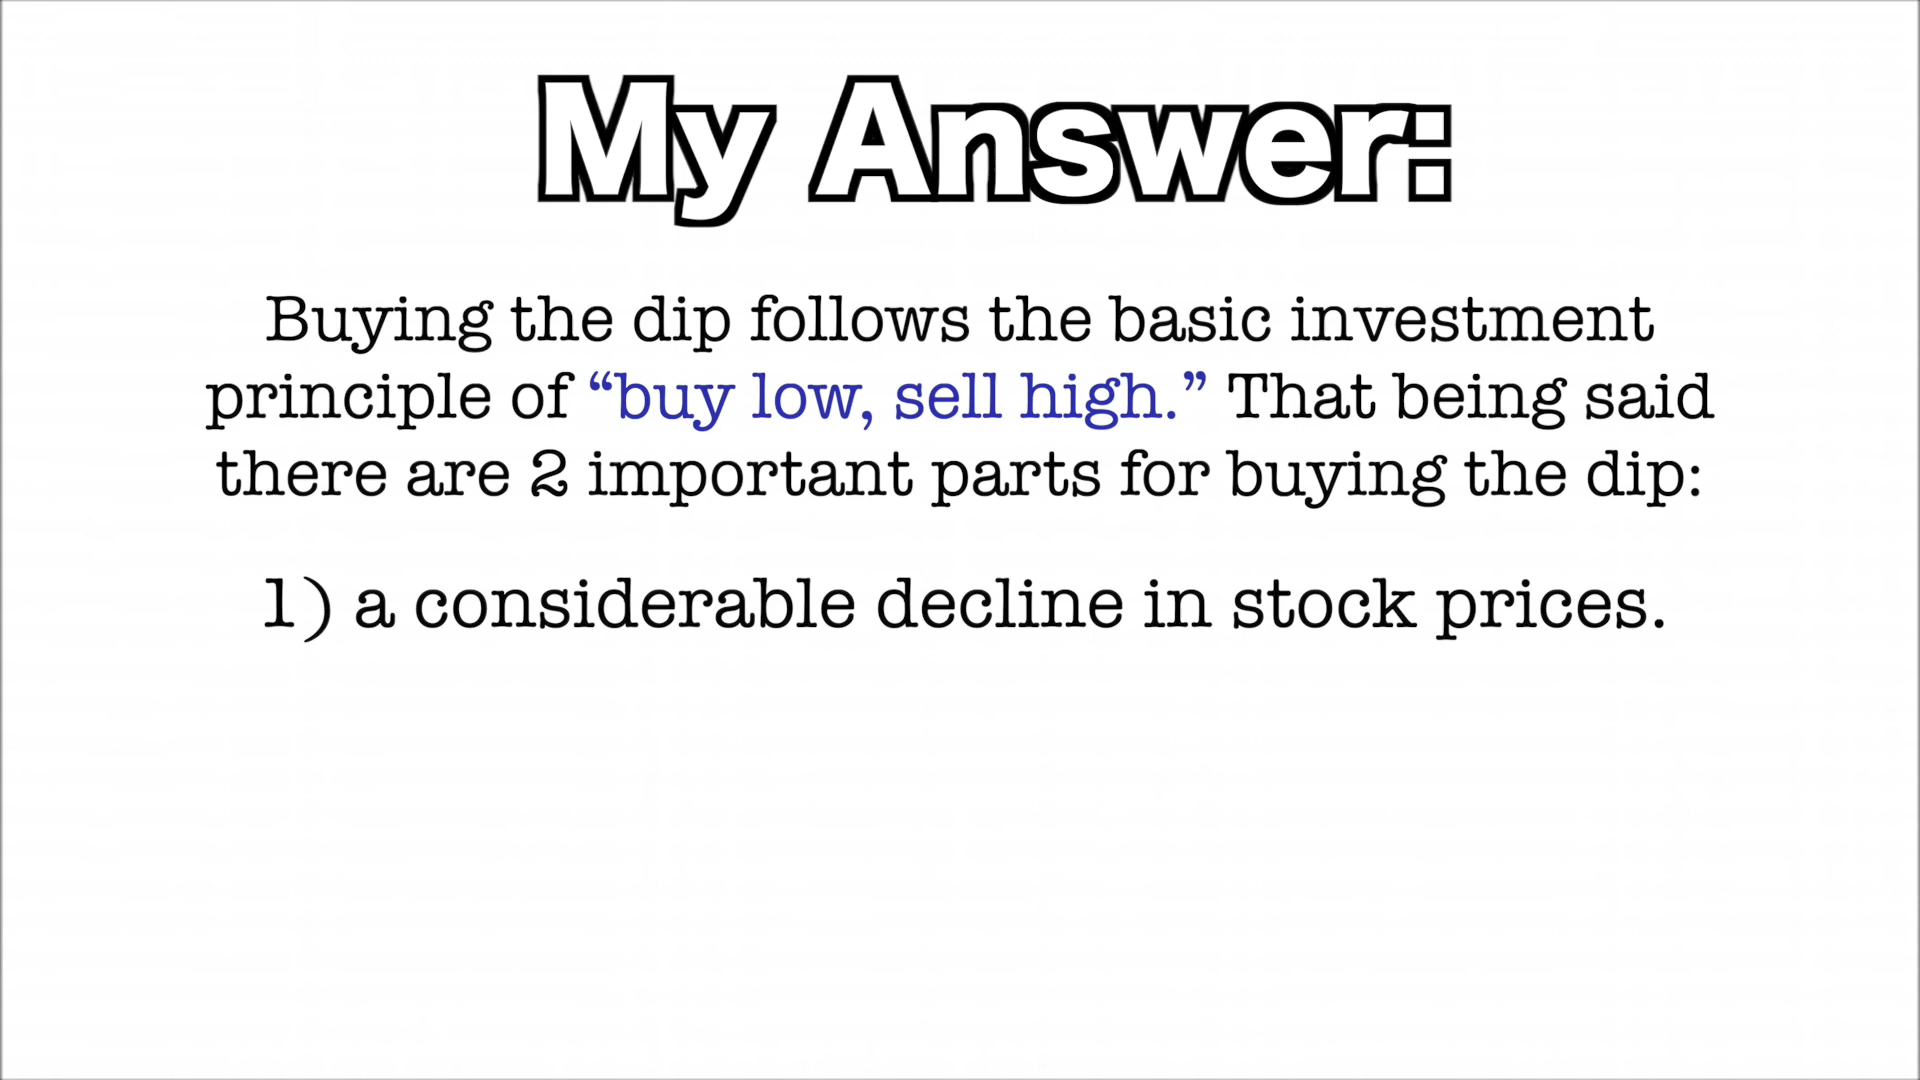 My Answer:
Buying the dip follows the basic investment
principle of “buy low, sell high.” That being said
there are 2 important parts for buying the dip:
1) a considerable decline in stock prices.